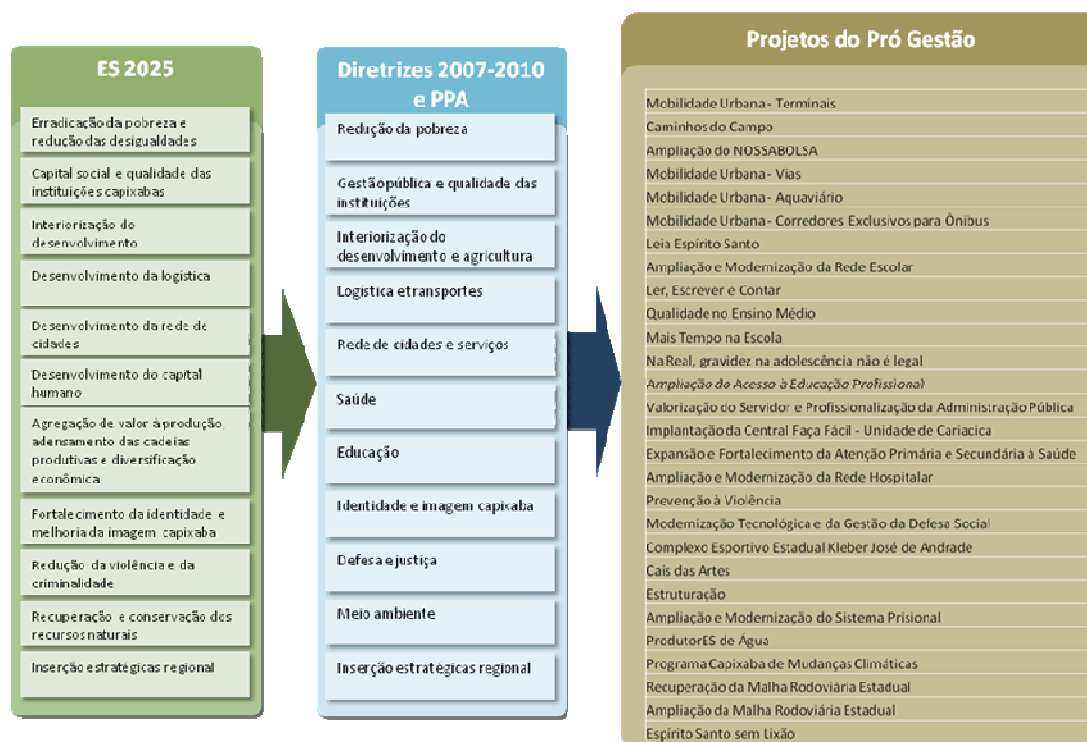 ES 2025
Erradicação da pobreza e
redução das desigualdades
Capital social e qualidade das
instituições capixabas
Interiorização do
desenvolvimento
Desenvolvimento da logística
Desenvolvimento da rede de
cidades
Desenvolvimento do capital
humano
Agregação de valor à produção,
adensamento das cadeias
produtivas e diversificação
econômica
Fortalecimento da identidade e
melhoria da imagem capixaba
Redução da violência e da
criminalidade
Recuperação e conservação dos
recursos naturais
Inserção estratégicas regional
Diretrizes 2007-2010
e PPA
Redução da pobreza
Gestão pública e qualidade das
instituições
Interiorização do
desenvolvimento e agricultura
Logística e transportes
Rede de cidades e serviços
Saúde
Educação
Identidade e imagem capixaba
Defesa e justiça
Meio ambiente
Inserção estratégicas regional
Projetos do Pró Gestão
Mobilidade Urbana - Terminais
Caminhos do Campo
Ampliação do NOSSABOLSA
Mobilidade Urbana - Vias
Mobilidade Urbana - Aquaviário
Mobilidade Urbana - Corredores Exclusivos para Ônibus
Leia Espírito Santo
Ampliação e Modernização da Rede Escolar
Ler, Escrever e Contar
Qualidade no Ensino Médio
Mais Tempo na Escola
Na Real, gravidez na adolescência não é legal
Ampliação do Acesso à Educação Profissional
Valorização do Servidor e Profissionalização da Administração Pública
Implantação da Central Faça Fácil - Unidade de Cariacica
Expansão e Fortalecimento da Atenção Primária e Secundária à Saúde
Ampliação e Modernização da Rede Hospitalar
Prevenção à Violência
Modernização Tecnológica e da Gestão da Defesa Social
Complexo Esportivo Estadual Kleber José de Andrade
Cais das Artes
Estruturação
Ampliação e Modernização do Sistema Prisional
ProdutorES de Água
Programa Capixaba de Mudanças Climáticas
Recuperação da Malha Rodoviária Estadual
Ampliação da Malha Rodoviária Estadual
Espírito Santo sem Lixão